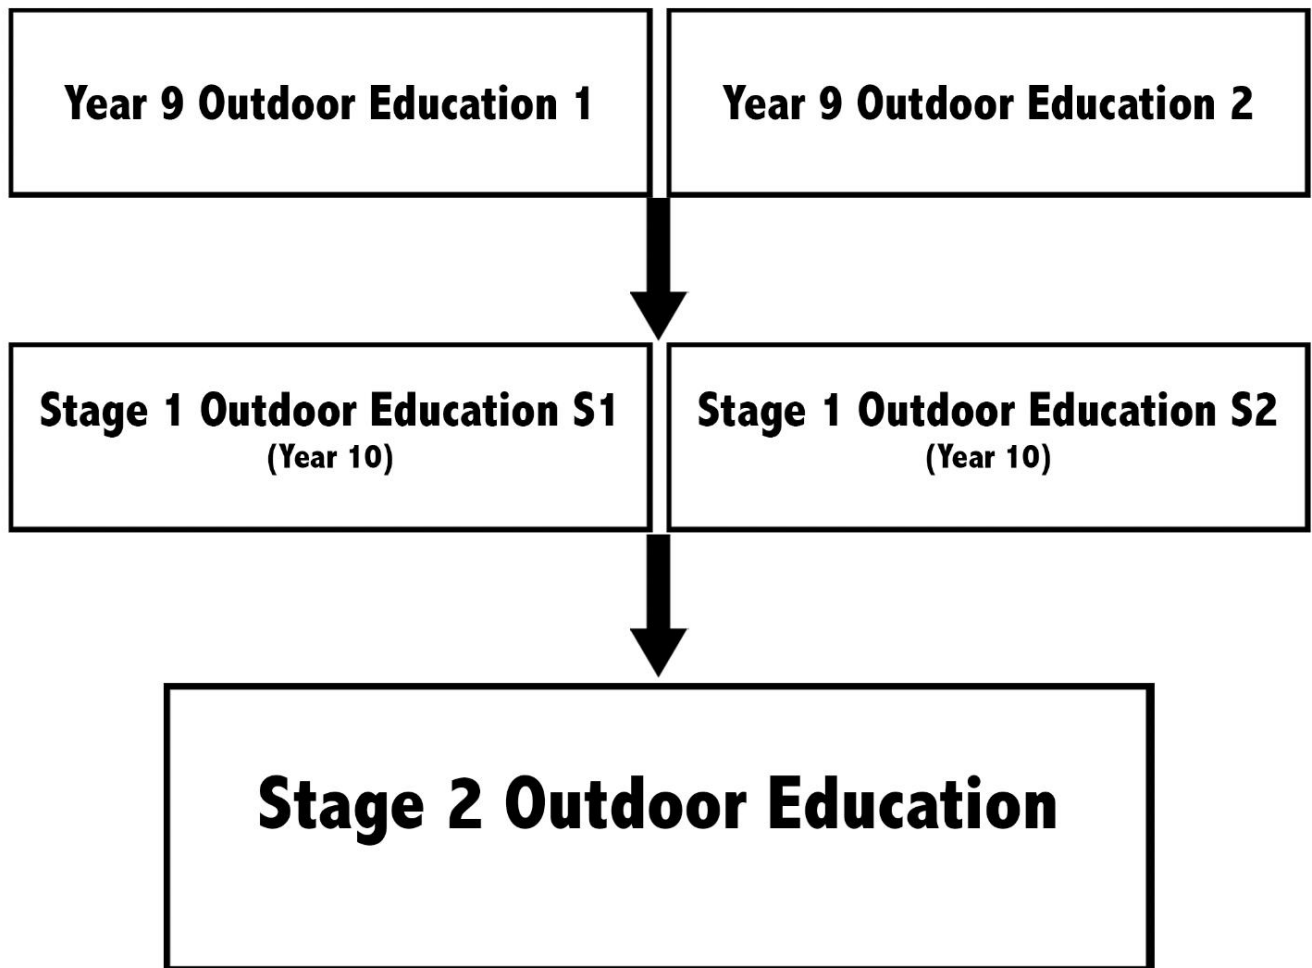 Year 9 Outdoor Education 1
Year 9 Outdoor Education 2
Stage 1 Outdoor Education S1
(Year 10)
Stage 1 Outdoor Education S2
(Year 10)
Stage 2 Outdoor Education